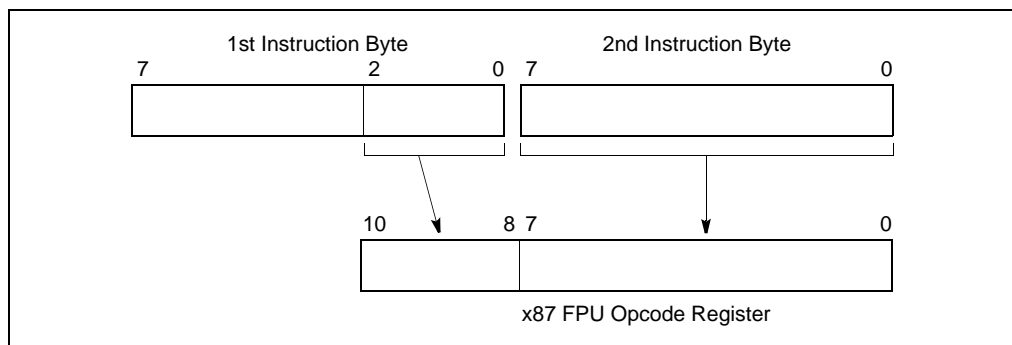 1st Instruction Byte 2nd Instruction Byte
7 2 0 7 0
10 8 7 0
x87 FPU Opcode Register